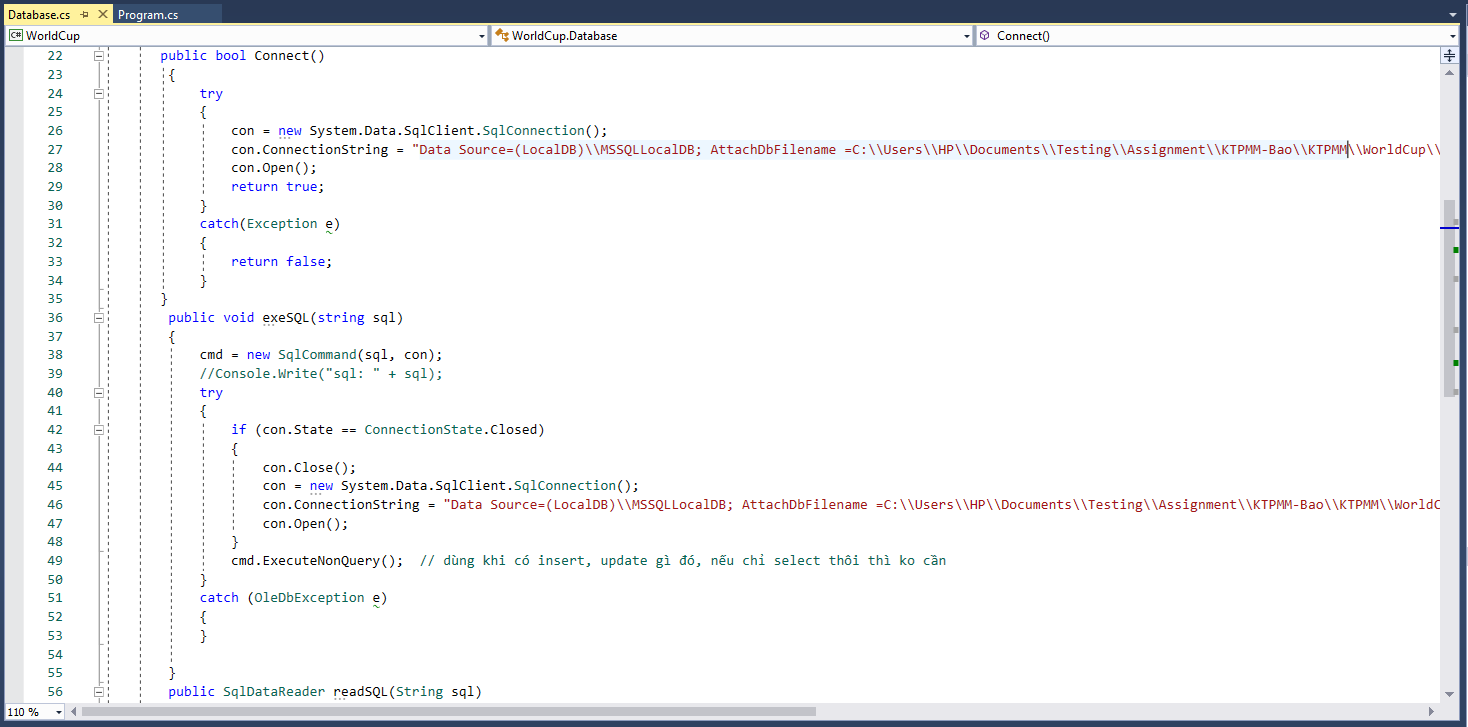 Database.cs Program.cs
WorldCup WorldCup.Database Connect()
22 public bool Connect()
23 {
24 try
25 {
26 con = new System.Data.SqlClient.SqlConnection();
27 con.ConnectionString = "Data Source=(LocalDB)\\MSSQLLocalDB; AttachDbFilename =C:\\Users\\HP\\Documents\\Testing\\Assignment\\KTPMM-Bao\\KTPMM\\WorldCup\\
28 con.Open();
29 return true;
30 }
31 catch(Exception e)
32 {
33 return false;
34 }
35 }
36 public void exeSQL(string sql)
37 {
38 cmd = new SqlCommand(sql, con);
39 //Console.Write("sql: " + sql);
40 try
41 {
42 if (con.State == ConnectionState.Closed)
43 {
44 con.Close();
45 con = new System.Data.SqlClient.SqlConnection();
46 con.ConnectionString = "Data Source=(LocalDB)\\MSSQLLocalDB; AttachDbFilename =C:\\Users\\HP\\Documents\\Testing\\Assignment\\KTPMM-Bao\\KTPMM\\WorldC
47 con.Open();
48 }
49 cmd.ExecuteNonQuery(); // dùng khi có insert, update gì đó, nếu chỉ select thôi thì ko cần
50 }
51 catch (OleDbException e)
52 {
53 }
54
55 }
56 public SqlDataReader readSQL(String sql)
110 %